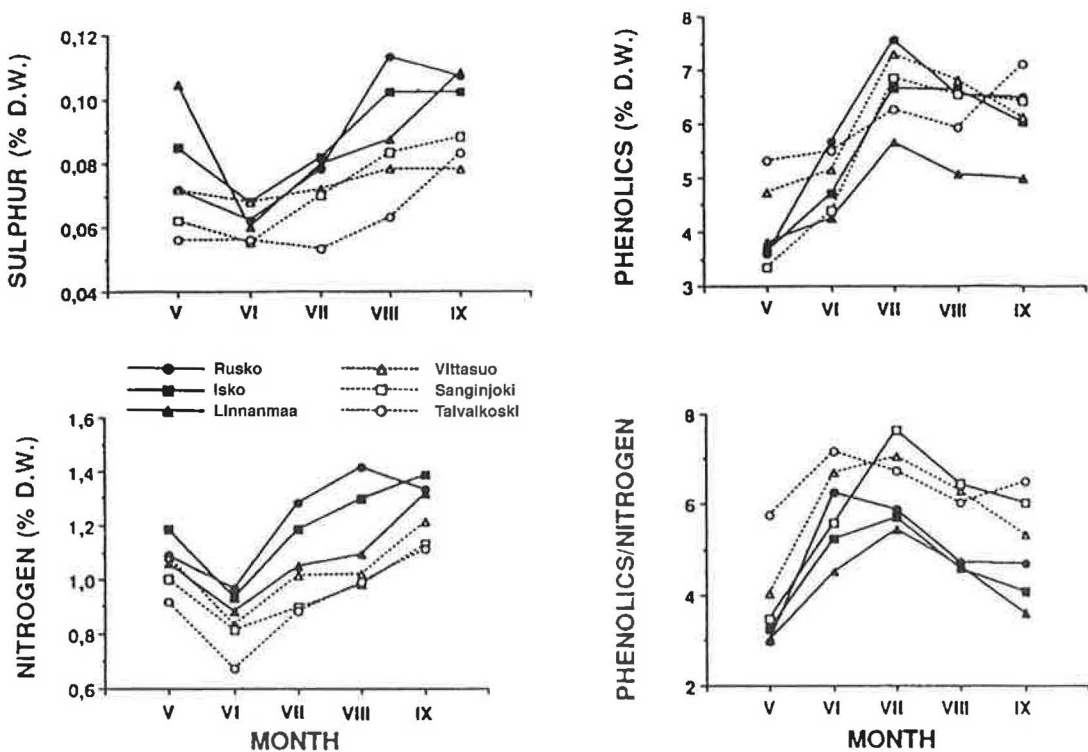 SULPHUR (% D.W.)
0,12
0,10
0,08
0,06
0,04
V VI VII VIII IX
PHENOLICS (% D.W.)
8
7
6
5
4
3
V VI VII VIII IX
Rusko
Isko
Linnanmaa
Vittasuo
Sanginjoki
Taivalkoski
NITROGEN (% D.W.)
1,6
1,4
1,2
1,0
0,8
0,6
V VI VII VIII IX
MONTH
PHENOLICS/NITROGEN
8
6
4
2
V VI VII VIII IX
MONTH